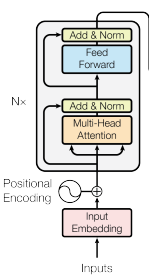 Add & Norm
Feed
Forward
N×
Add & Norm
Multi-Head
Attention
Positional
Encoding
Input
Embedding
Inputs